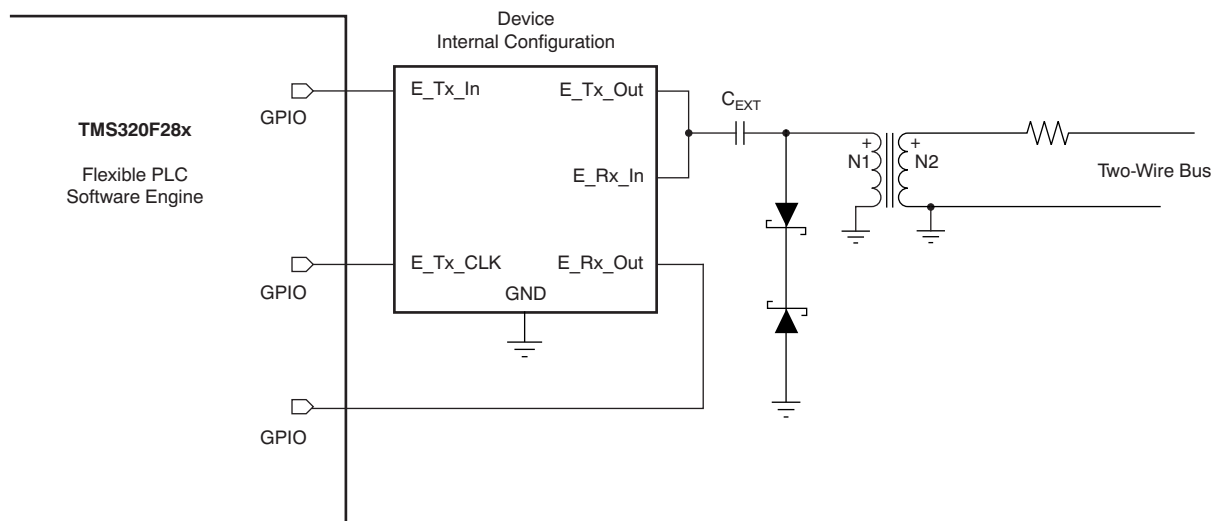 Device
Internal Configuration
TMS320F28x
Flexible PLC
Software Engine
GPIO
GPIO
GPIO
E_Tx_In
E_Tx_Out
E_Rx_In
E_Tx_CLK
E_Rx_Out
GND
CEXT
+
N1
+
N2
Two-Wire Bus